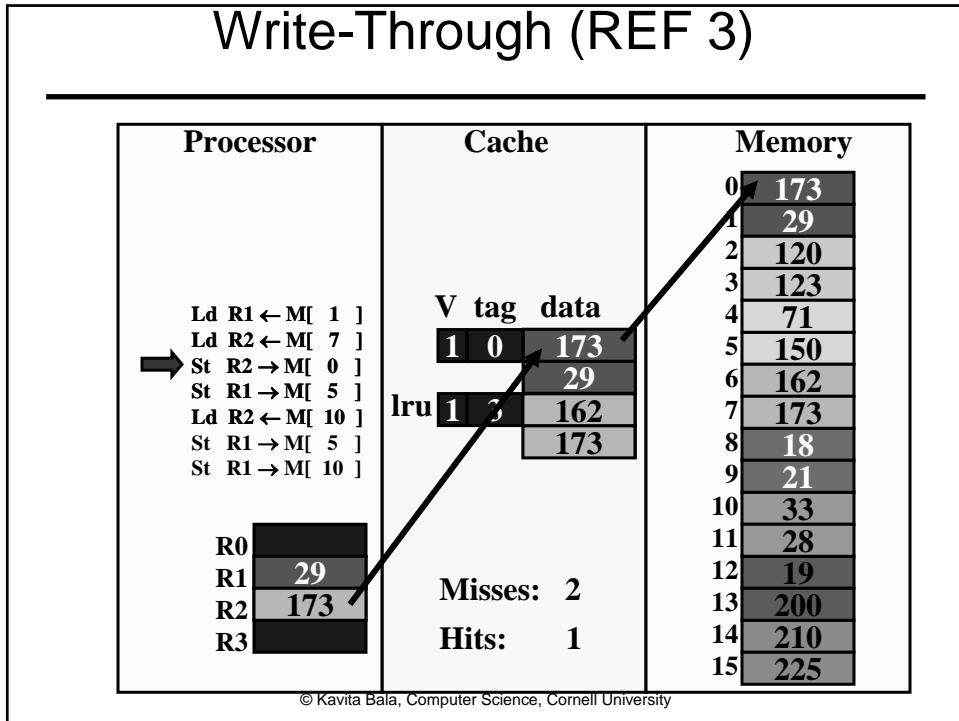 Write-Through (REF 3)
Processor
Ld R1 ← M[ 1 ]
Ld R2 ← M[ 7 ]
St R2 → M[ 0 ]
St R1 → M[ 5 ]
Ld R2 ← M[ 10 ]
St R1 → M[ 5 ]
St R1 → M[ 10 ]
R0
R1 29
R2 173
R3
Cache
V tag data
1 0 173
29
lru 1 3 162
173
Misses: 2
Hits: 1
Memory
0 173
1 29
2 120
3 123
4 71
5 150
6 162
7 173
8 18
9 21
10 33
11 28
12 19
13 200
14 210
15 225
© Kavita Bala, Computer Science, Cornell University